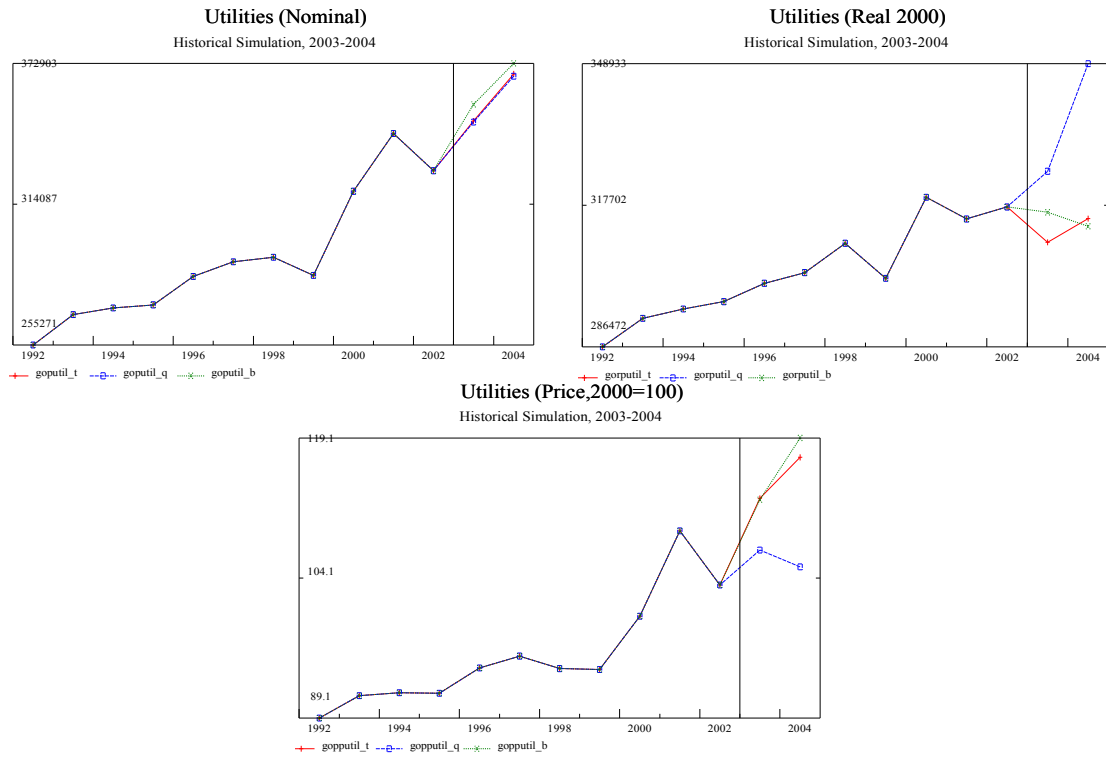 Utilities (Nominal)
Historical Simulation, 2003-2004
372903
314087
255271
1992 1994 1996 1998 2000 2002 2004
goputil_t goputil_q goputil_b
Utilities (Real 2000)
Historical Simulation, 2003-2004
348933
317702
286472
1992 1994 1996 1998 2000 2002 2004
gorputil_t gorputil_q gorputil_b
Utilities (Price,2000=100)
Historical Simulation, 2003-2004
119.1
104.1
89.1
1992 1994 1996 1998 2000 2002 2004
gopputil_t gopputil_q gopputil_b